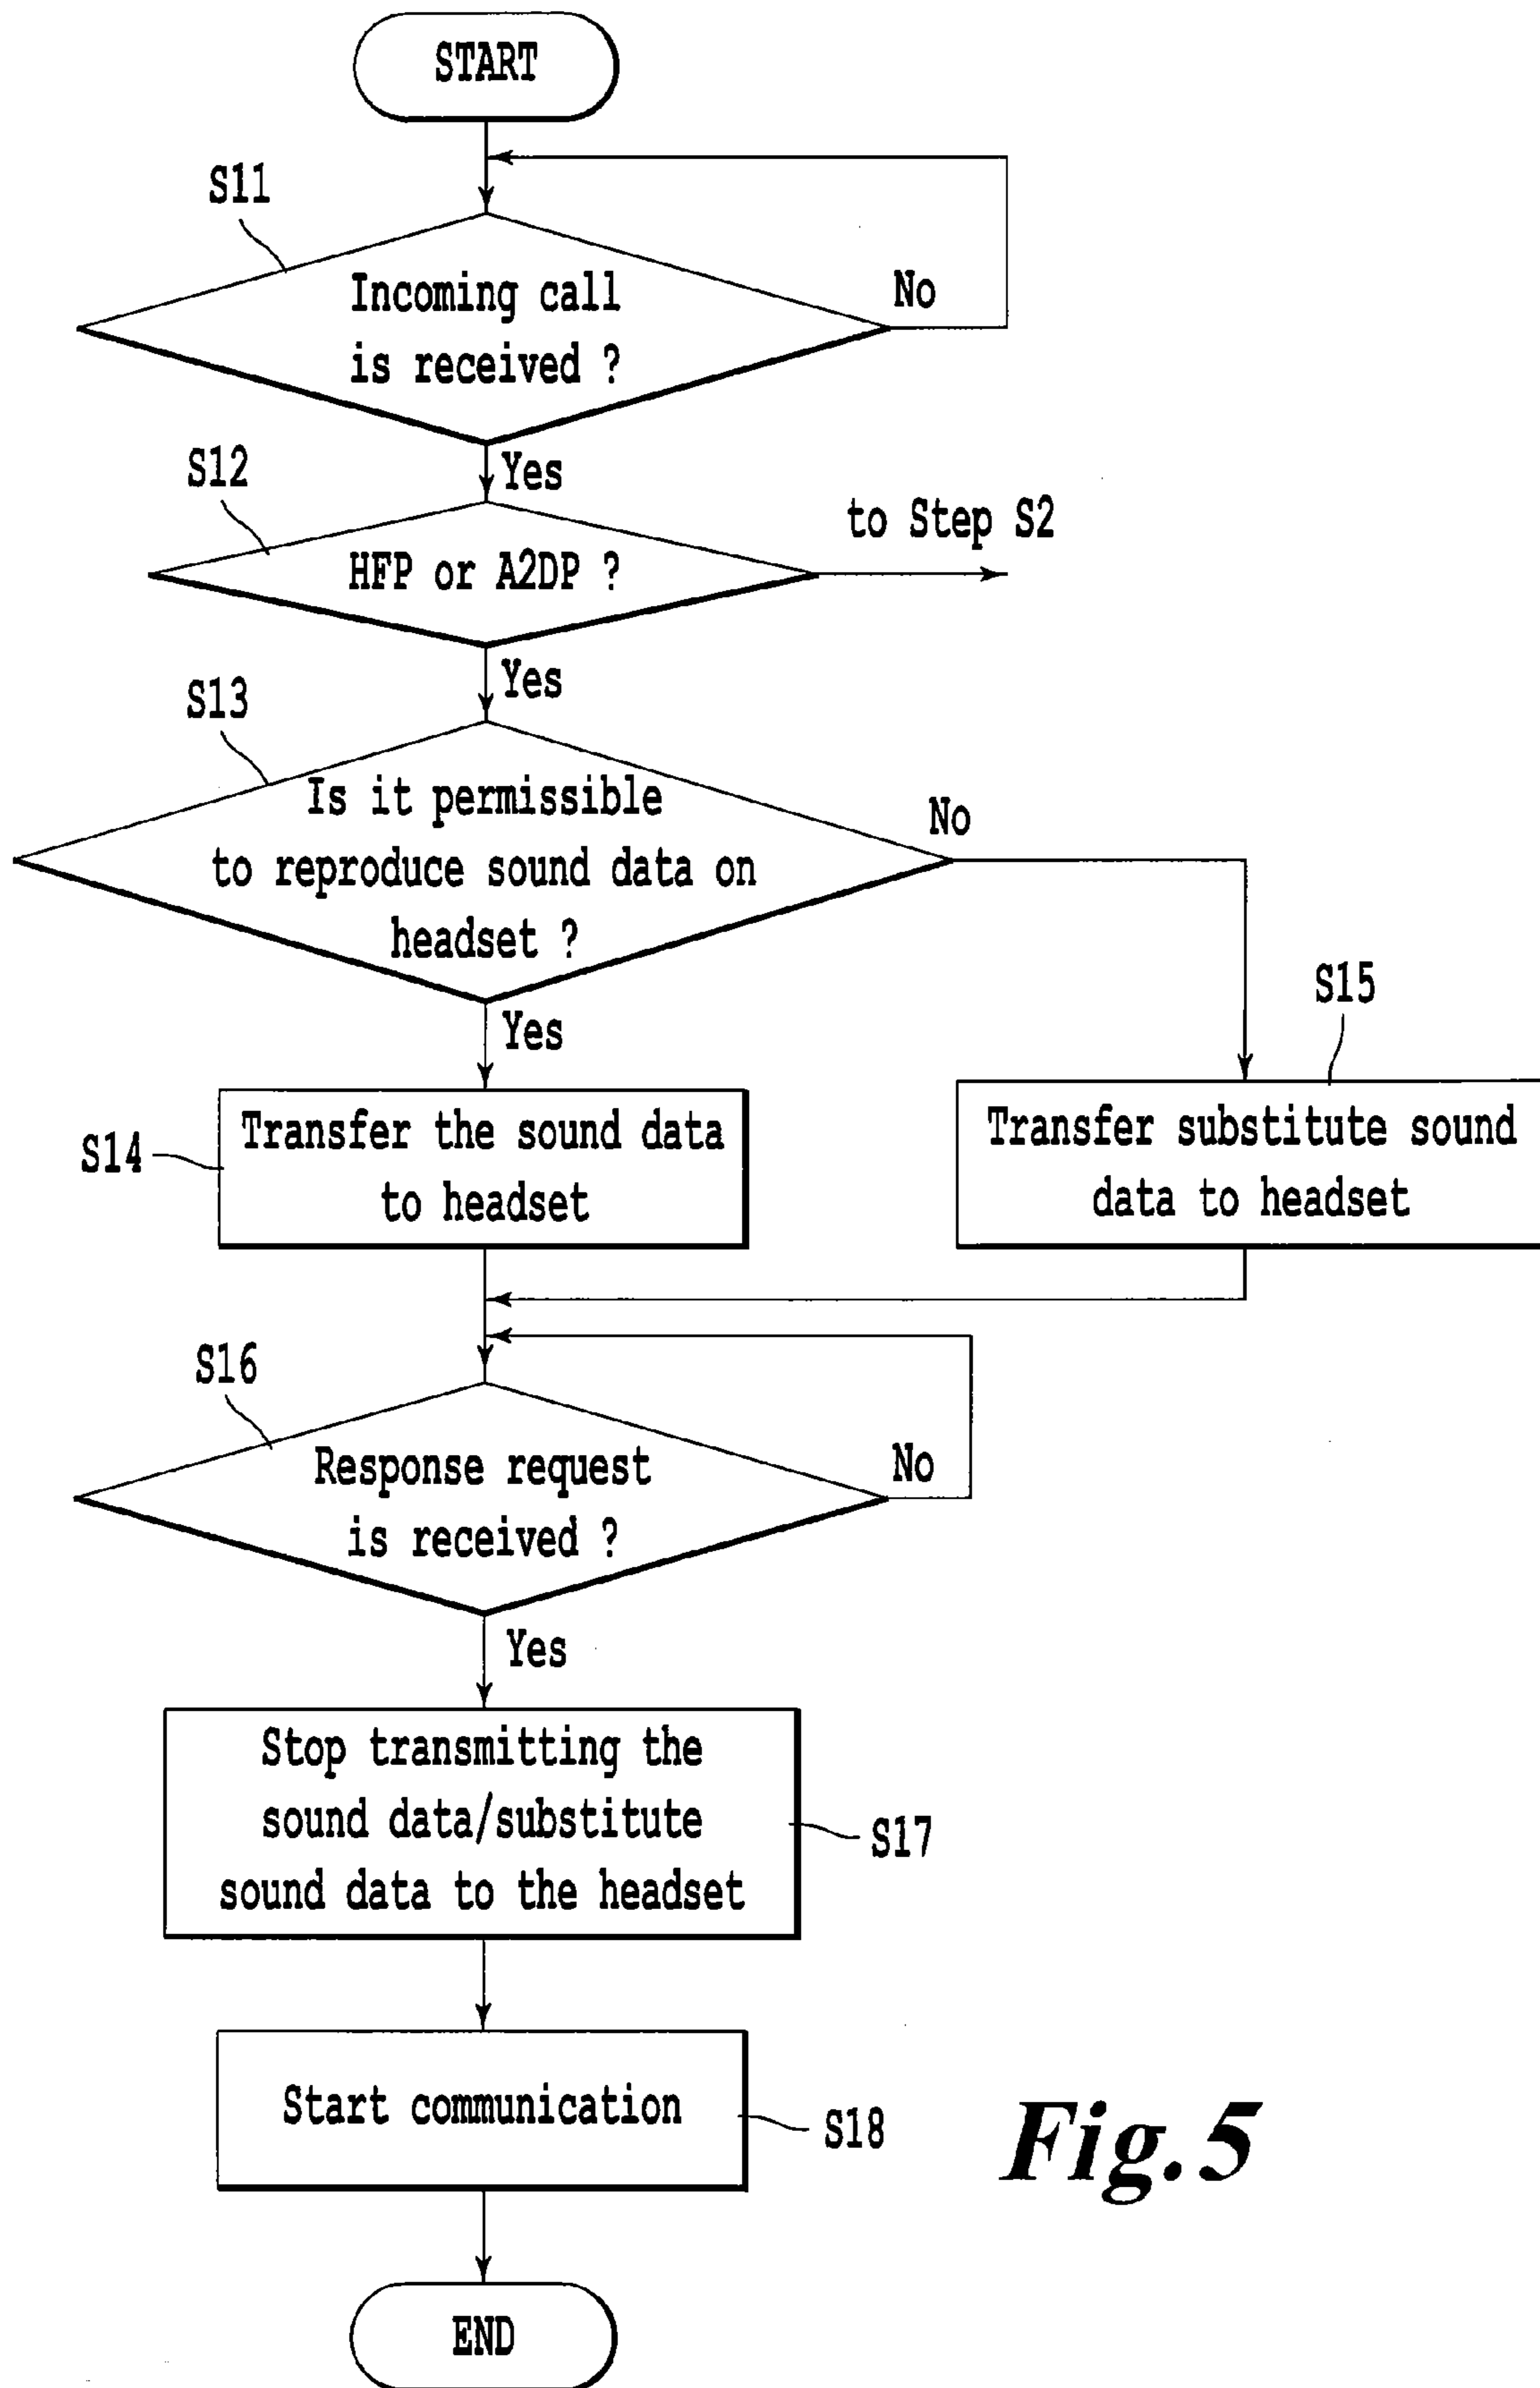 START
S11
Incoming call
is received ?
No
Yes
S12
HFP or A2DP ?
to Step S2
Yes
S13
Is it permissible
to reproduce sound data on
headset ?
No
Yes
S14
Transfer the sound data
to headset
S15
Transfer substitute sound
data to headset
S16
Response request
is received ?
No
Yes
Stop transmitting the
sound data/substitute
sound data to the headset
S17
Start communication
S18
END
Fig.5